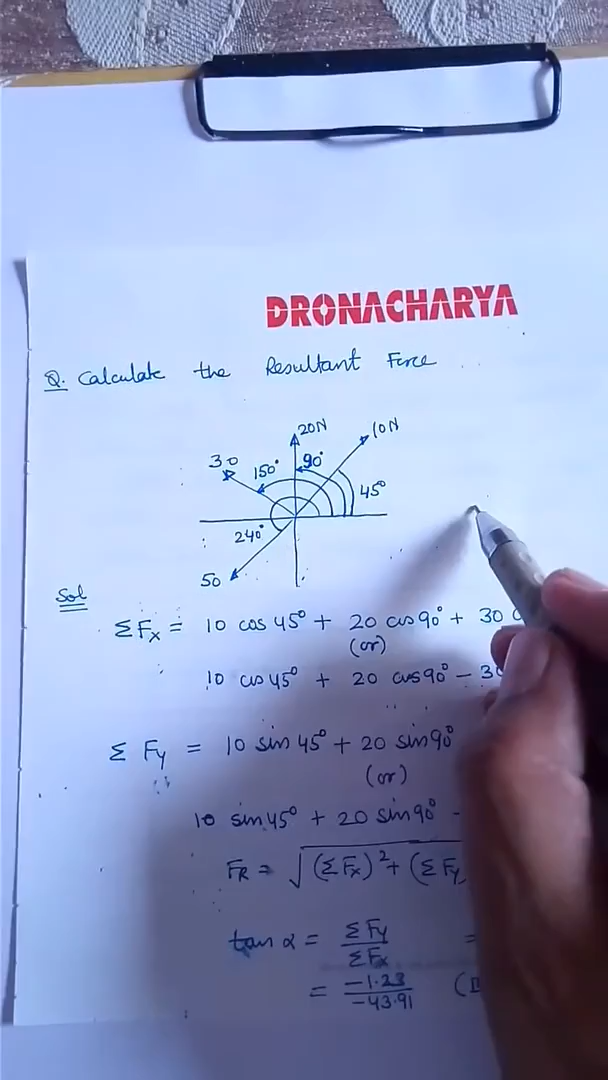 DRONACHARYA
Q. Calculate the Resultant Force
20N
10N
30
150°
90°
45°
240°
50
Sol
ΣFx = 10 cos 45° + 20 cos 90° + 30
(or)
10 cos 45° + 20 cos 90° - 30
Σ Fy = 10 sin 45° + 20 sin 90°
(or)
10 sin 45° + 20 sin 90° -
FR = √(ΣFx)² + (ΣFy
tan α = ΣFy / ΣFx =
= -1.23 / -43.91